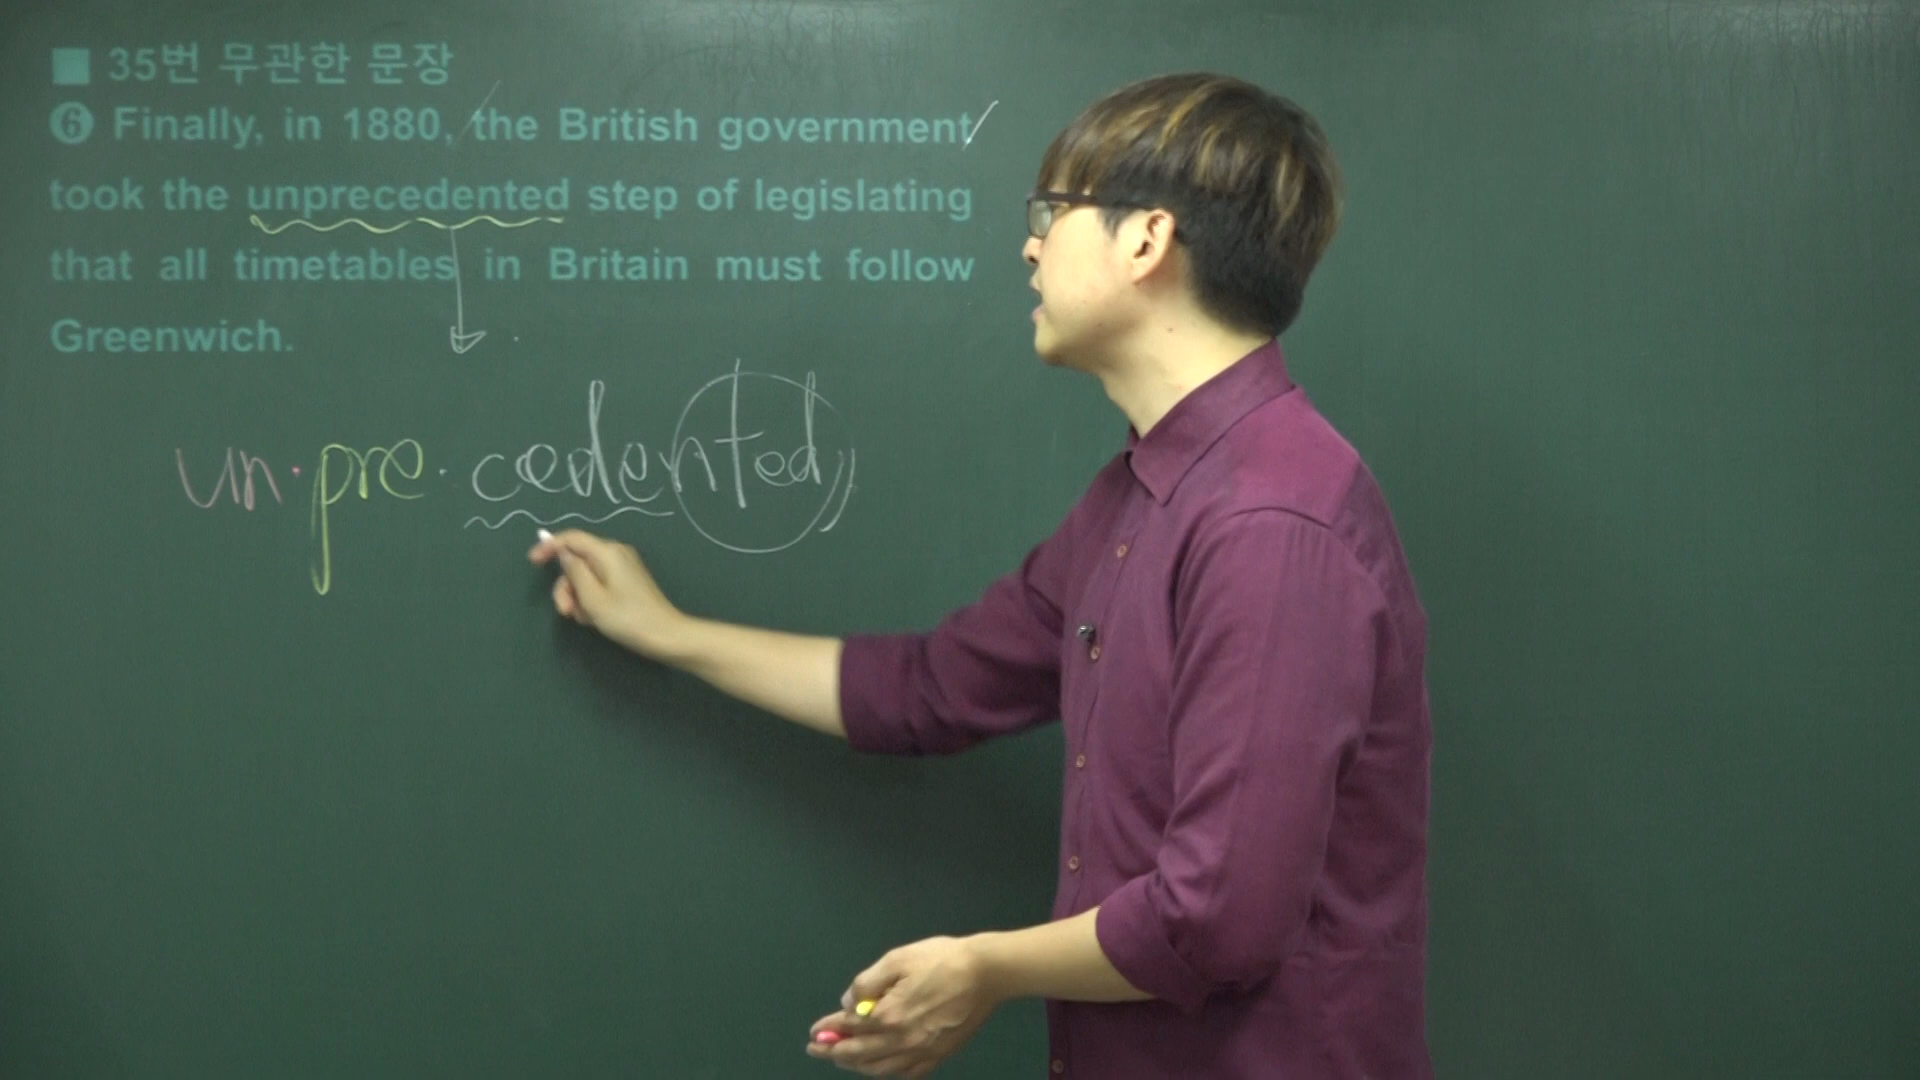 ■ 35번 무관한 문장
❻ Finally, in 1880, the British government
took the unprecedented step of legislating
that all timetables in Britain must follow
Greenwich.
un·pre·cedented